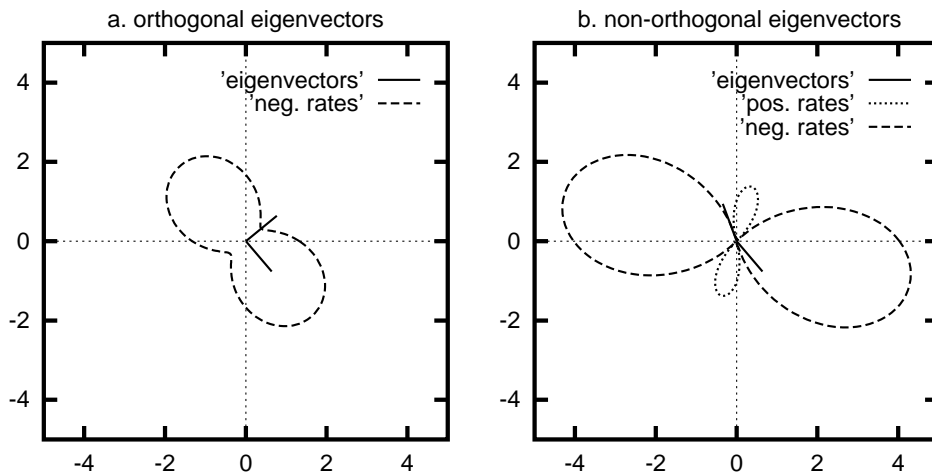 a. orthogonal eigenvectors
'eigenvectors'
'neg. rates'
4
2
0
-2
-4
-4 -2 0 2 4
b. non-orthogonal eigenvectors
'eigenvectors'
'pos. rates'
'neg. rates'
4
2
0
-2
-4
-4 -2 0 2 4